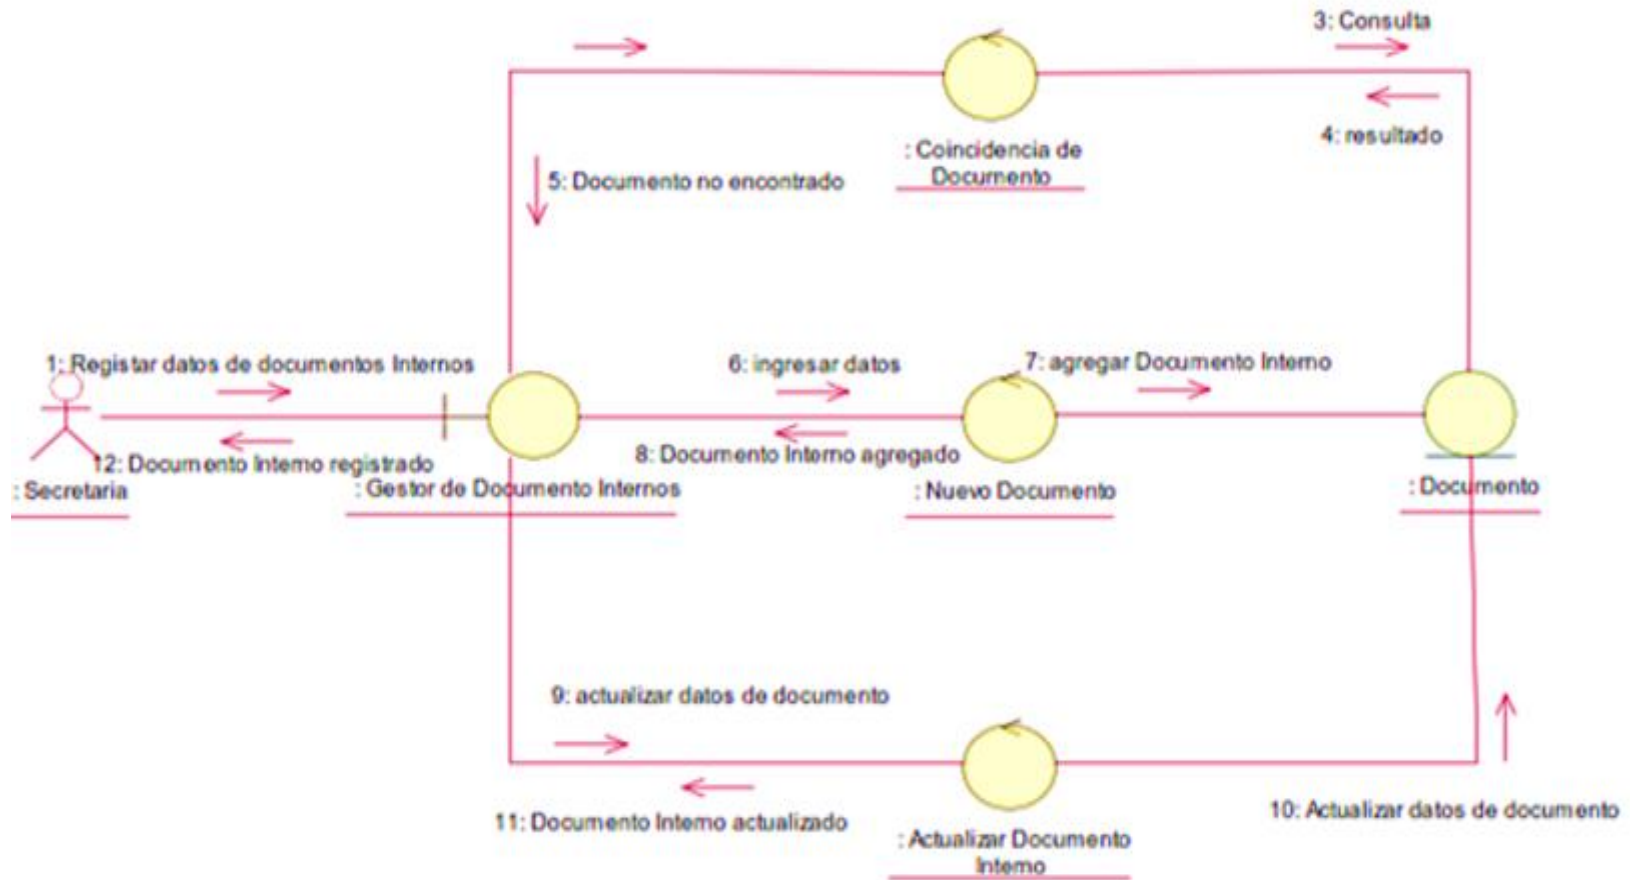 3: Consulta
4: resultado
: Coincidencia de
Documento
5: Documento no encontrado
1: Registar datos de documentos Internos
6: ingresar datos
7: agregar Documento Interno
12: Documento Interno registrado
8: Documento Interno agregado
: Secretaria
: Gestor de Documento Internos
: Nuevo Documento
: Documento
9: actualizar datos de documento
11: Documento Interno actualizado
10: Actualizar datos de documento
: Actualizar Documento
Interno